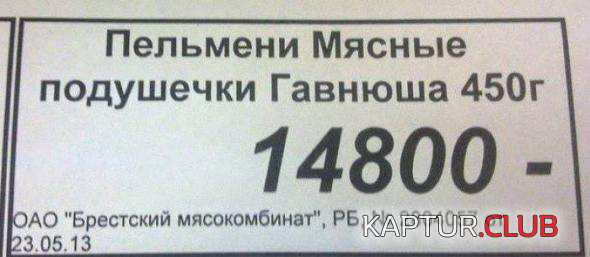 Пельмени Мясные
подушечки Гавнюша 450г
14800 -
ОАО "Брестский мясокомбинат", РБ,
23.05.13
KAPTUR.CLUB